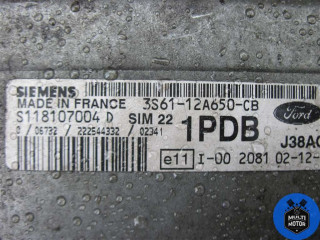 SIEMENS
MADE IN FRANCE 3S61-12A650-CB
S118107004 D SIM 22 1PDB
Ford
J38AC
0 / 06732 / 222544332 / 02341
e11 I-00 2081 02-12-
MULTI
MOTOR